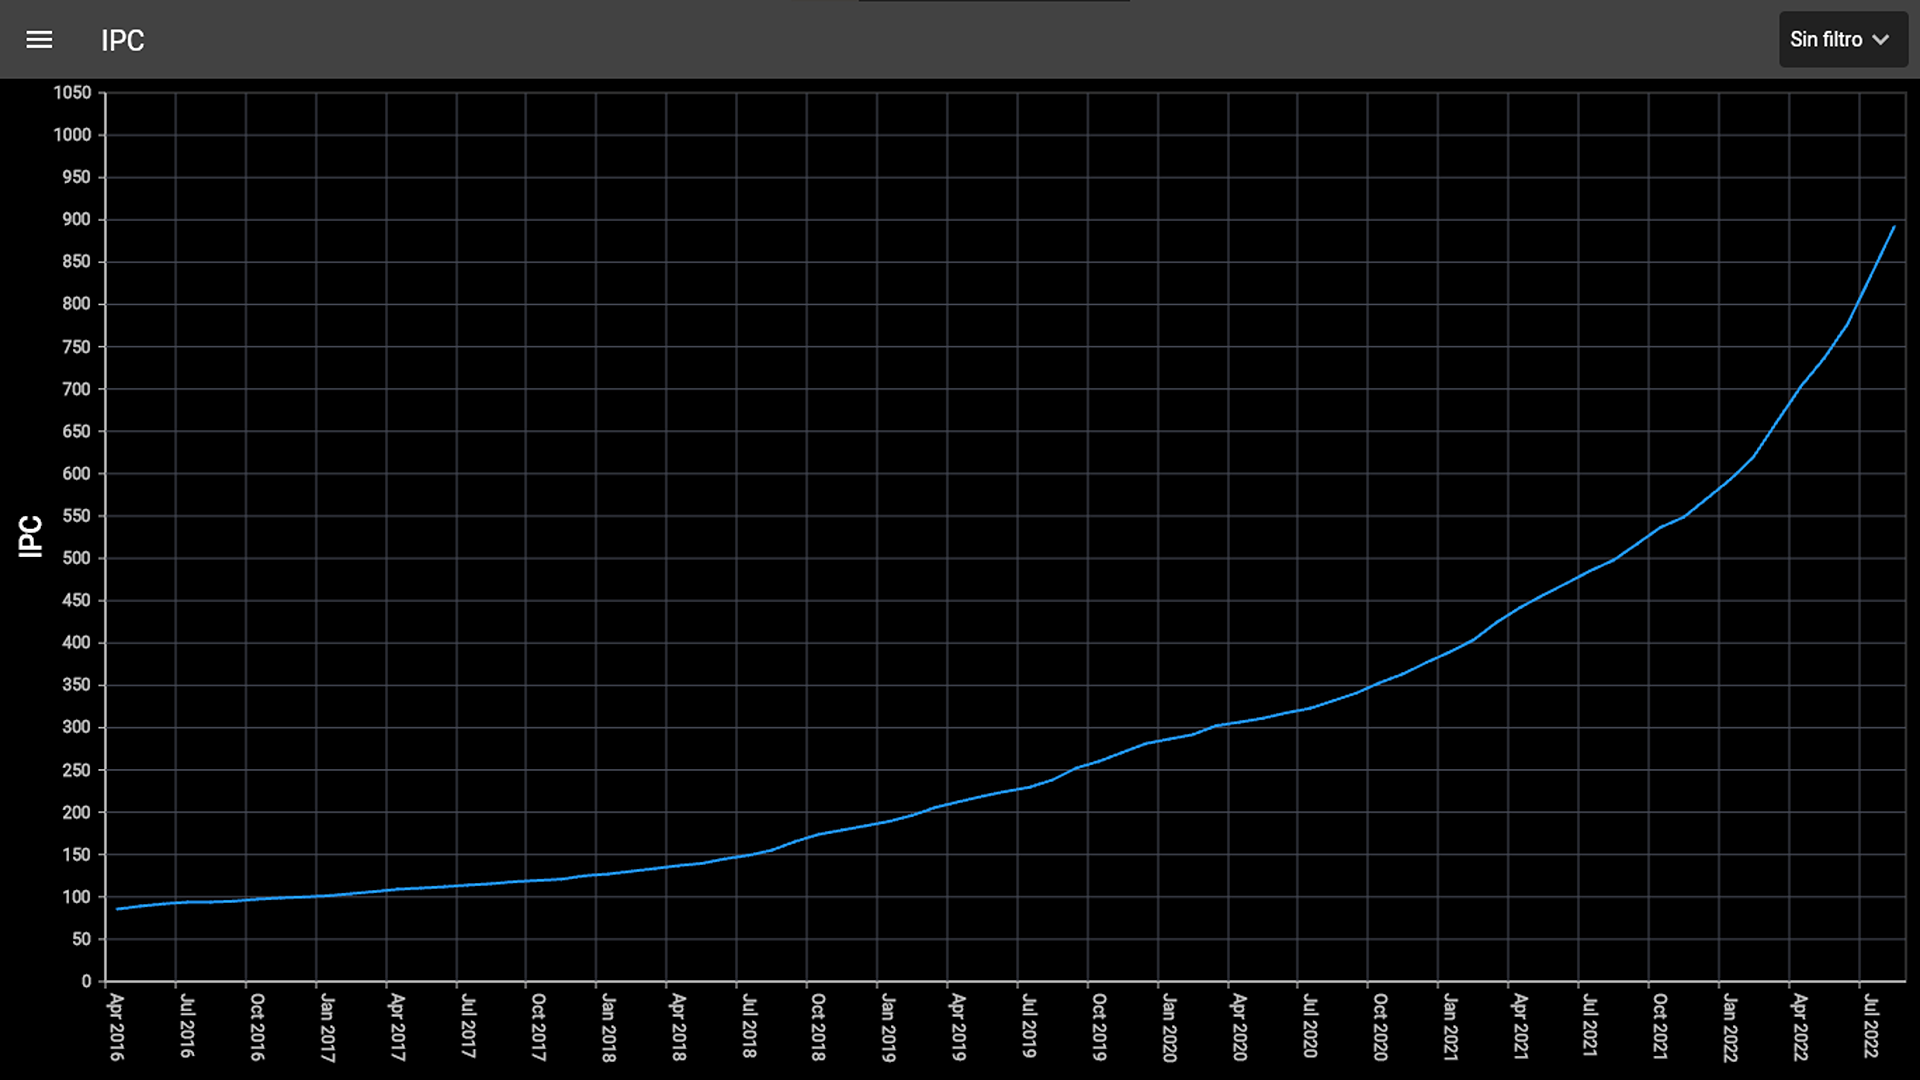 IPC
Sin filtro
1050
1000
950
900
850
800
750
700
650
600
550
500
450
400
350
300
250
200
150
100
50
0
IPC
Apr 2016
Jul 2016
Oct 2016
Jan 2017
Apr 2017
Jul 2017
Oct 2017
Jan 2018
Apr 2018
Jul 2018
Oct 2018
Jan 2019
Apr 2019
Jul 2019
Oct 2019
Jan 2020
Apr 2020
Jul 2020
Oct 2020
Jan 2021
Apr 2021
Jul 2021
Oct 2021
Jan 2022
Apr 2022
Jul 2022